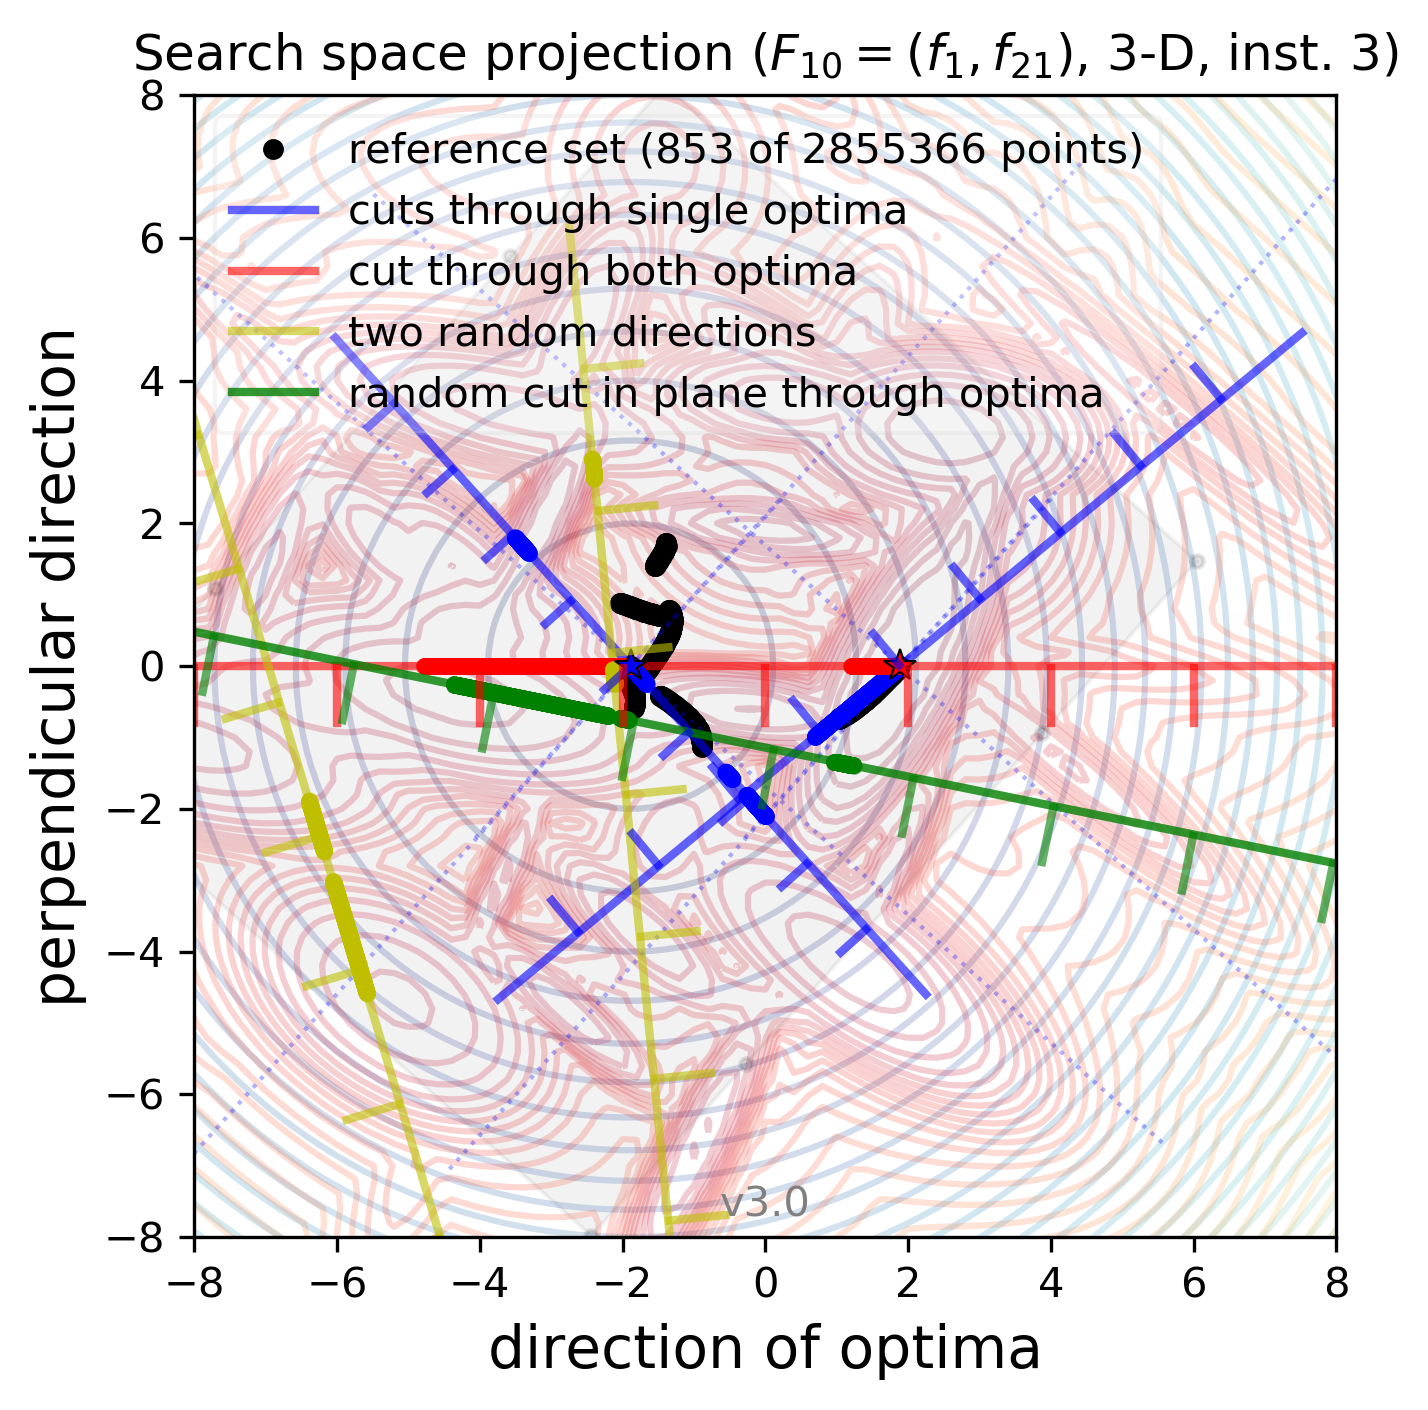 Search space projection (F10 = (f1, f21), 3-D, inst. 3)
reference set (853 of 2855366 points)
cuts through single optima
cut through both optima
two random directions
random cut in plane through optima
perpendicular direction
8
6
4
2
0
−2
−4
−6
−8
v3.0
−8 −6 −4 −2 0 2 4 6 8
direction of optima